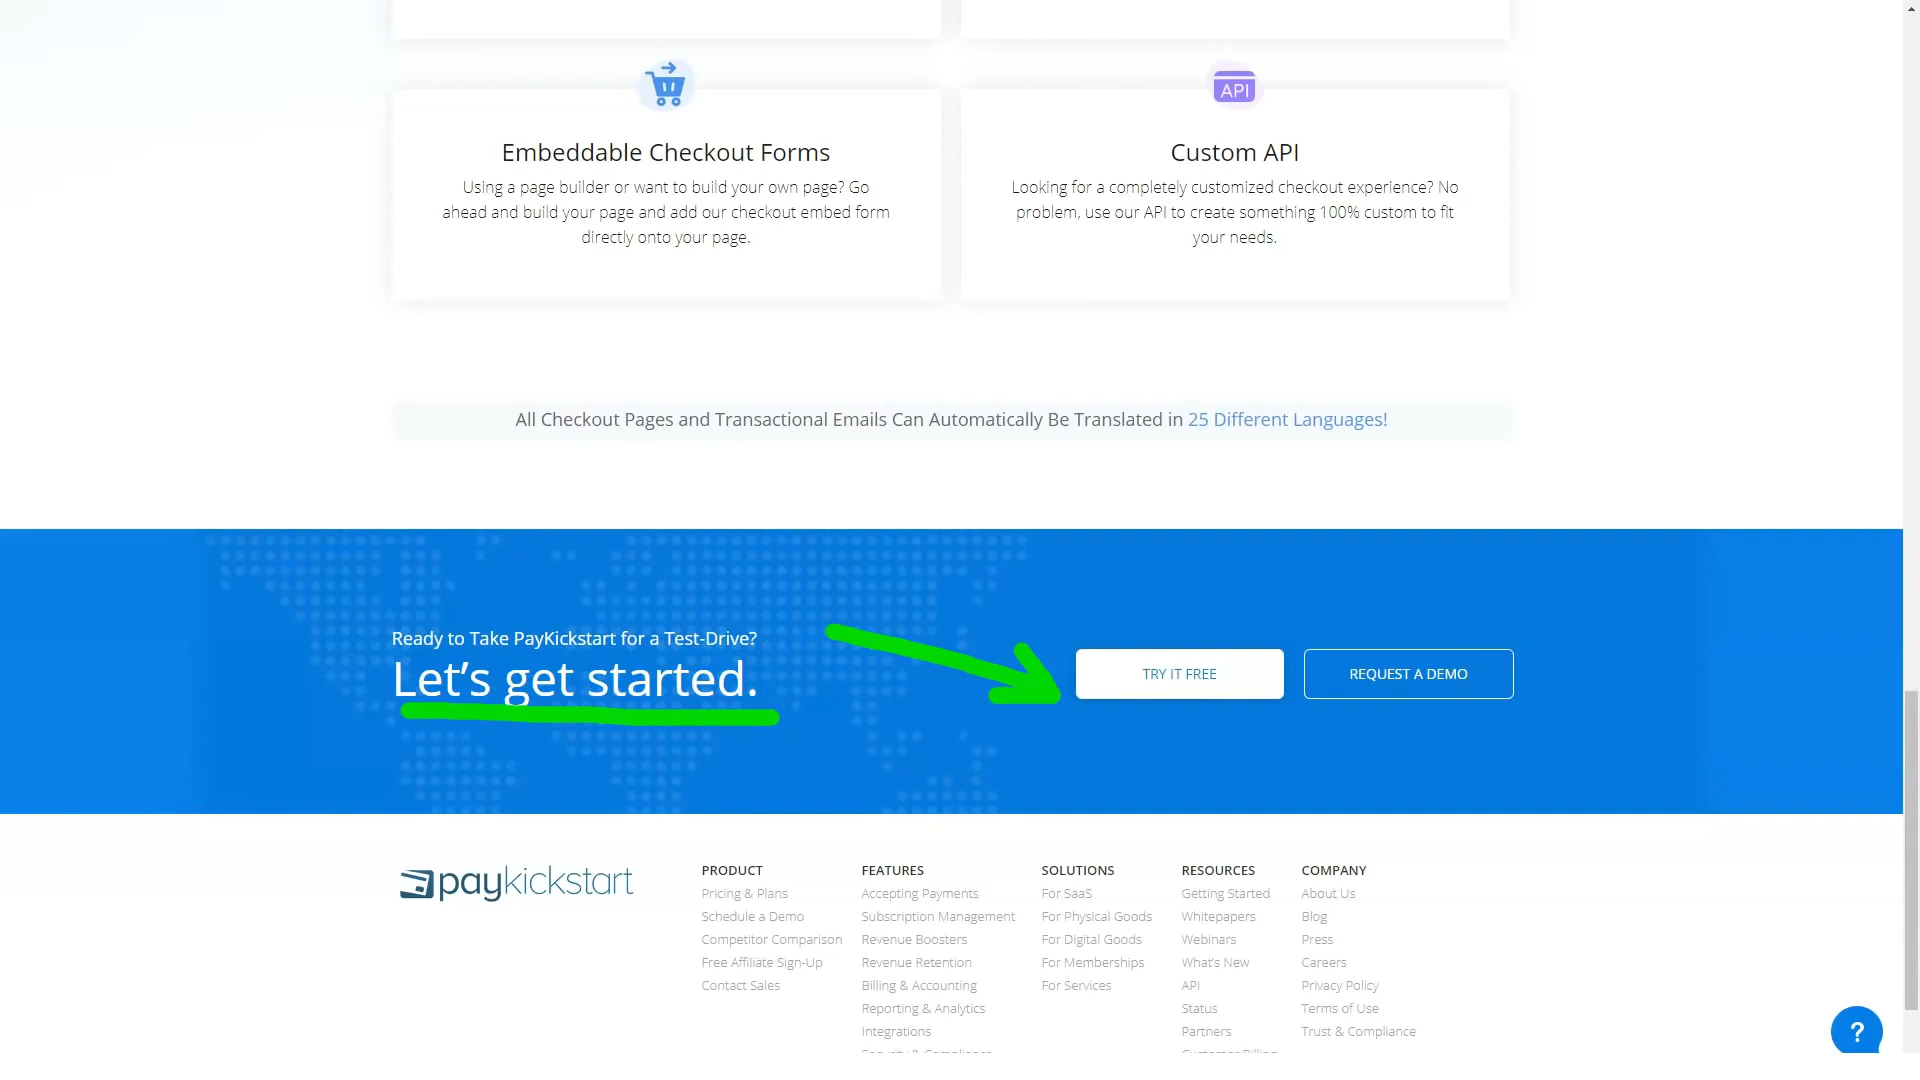 API
Embeddable Checkout Forms
Using a page builder or want to build your own page? Go
ahead and build your page and add our checkout embed form
directly onto your page.
Custom API
Looking for a completely customized checkout experience? No
problem, use our API to create something 100% custom to fit
your needs.
All Checkout Pages and Transactional Emails Can Automatically Be Translated in 25 Different Languages!
Ready to Take PayKickstart for a Test-Drive?
Let's get started.
TRY IT FREE
REQUEST A DEMO
paykickstart
PRODUCT
Pricing & Plans
Schedule a Demo
Competitor Comparison
Free Affiliate Sign-Up
Contact Sales
FEATURES
Accepting Payments
Subscription Management
Revenue Boosters
Revenue Retention
Billing & Accounting
Reporting & Analytics
Integrations
SOLUTIONS
For SaaS
For Physical Goods
For Digital Goods
For Memberships
For Services
RESOURCES
Getting Started
Whitepapers
Webinars
What's New
API
Status
Partners
COMPANY
About Us
Blog
Press
Careers
Privacy Policy
Terms of Use
Trust & Compliance
?